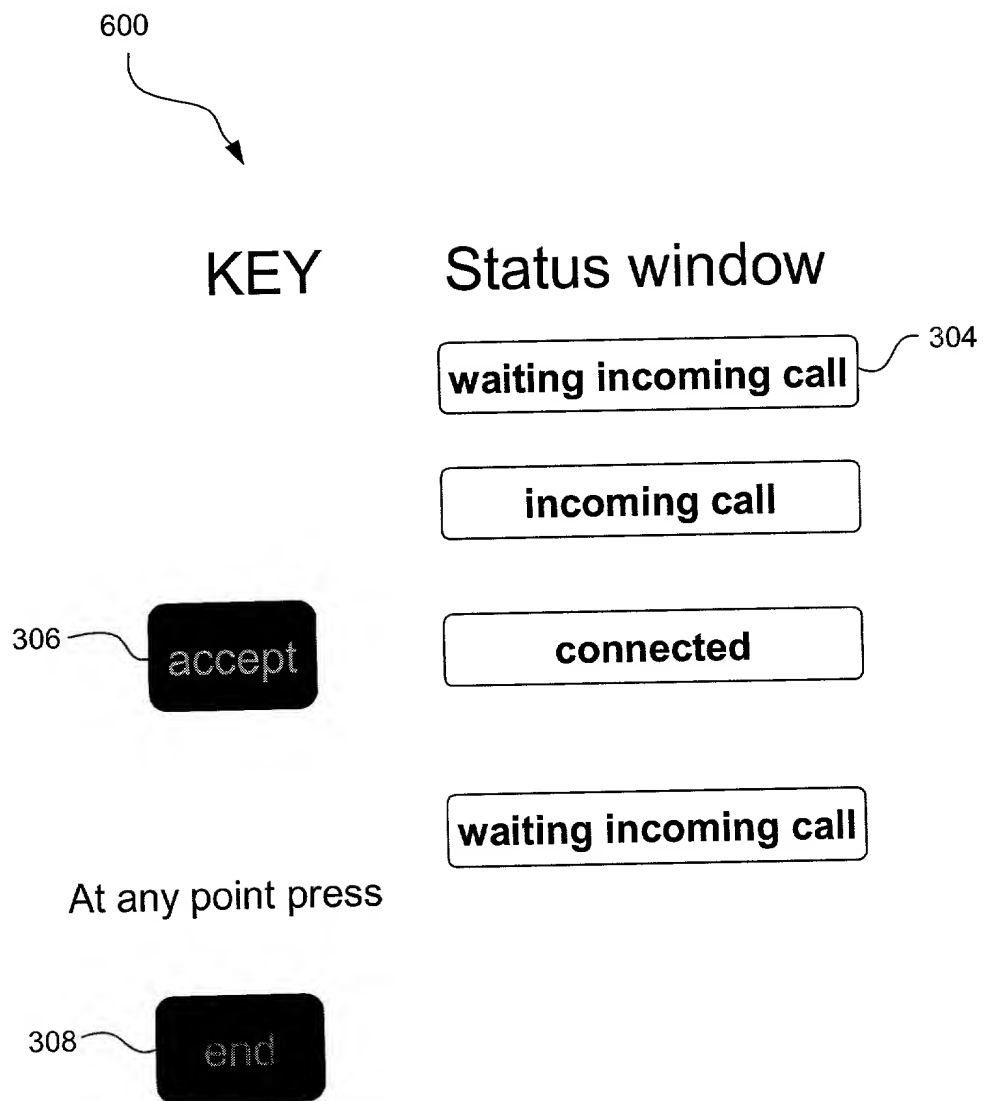 600
KEY Status window
waiting incoming call 304
incoming call
306 accept connected
waiting incoming call
At any point press
308 end